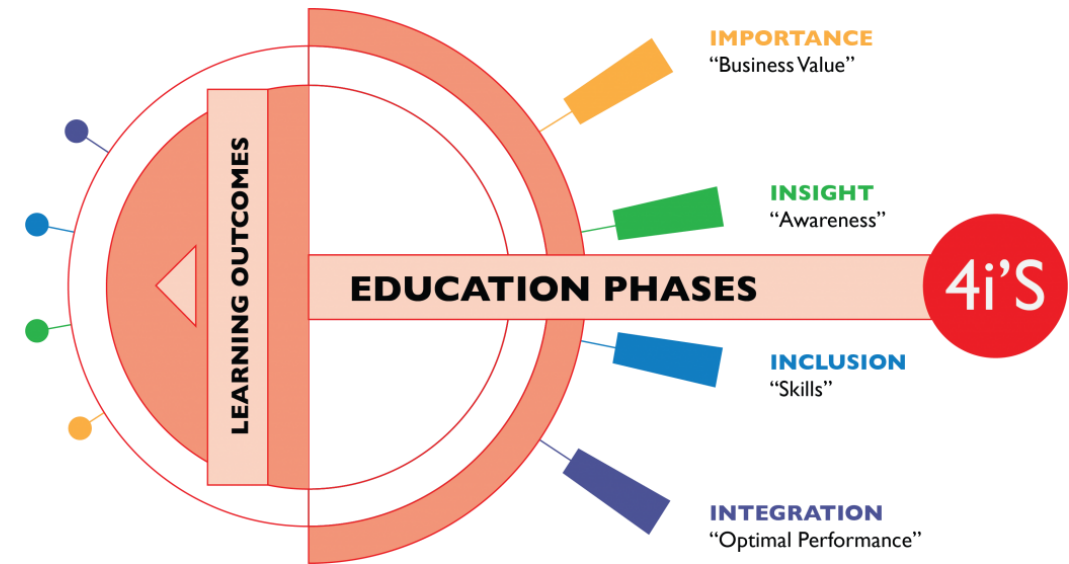 IMPORTANCE
“Business Value”
INSIGHT
“Awareness”
LEARNING OUTCOMES
EDUCATION PHASES
4i’S
INCLUSION
“Skills”
INTEGRATION
“Optimal Performance”